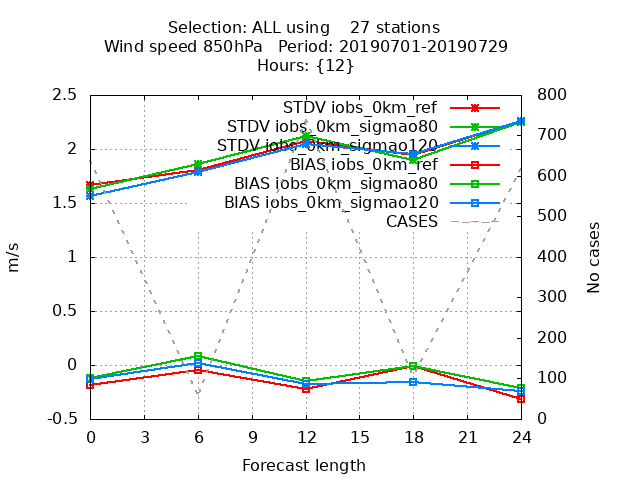 Selection: ALL using    27 stations
Wind speed 850hPa   Period: 20190701-20190729
Hours: {12}
2.5
2
1.5
1
0.5
0
-0.5
m/s
800
700
600
500
400
300
200
100
0
No cases
STDV iobs_0km_ref
STDV iobs_0km_sigmao80
STDV iobs_0km_sigmao120
BIAS iobs_0km_ref
BIAS iobs_0km_sigmao80
BIAS iobs_0km_sigmao120
CASES
0 3 6 9 12 15 18 21 24
Forecast length